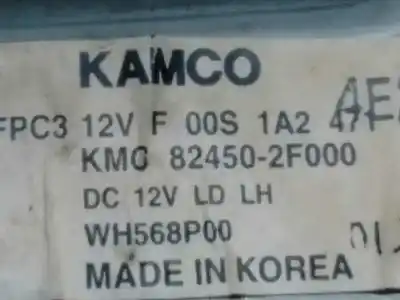 KAMCO
FPC3 12V F 00S 1A2 47
KMC 82450-2F000
DC 12V LD LH
WH568P00
MADE IN KOREA